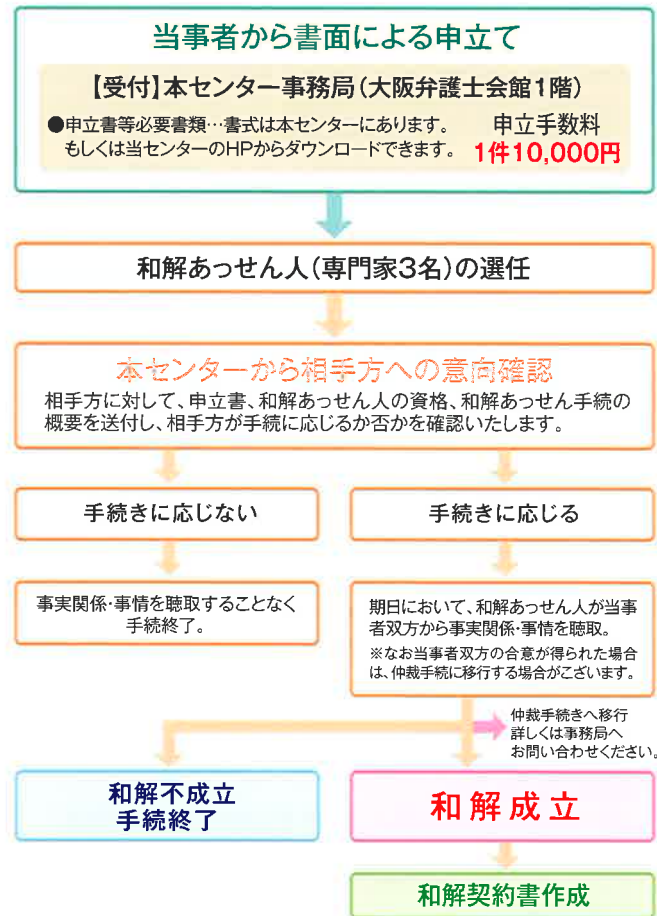 当事者から書面による申立て
【受付】本センター事務局（大阪弁護士会館１階）
●申立書等必要書類…書式は本センターにあります。
もしくは当センターのHPからダウンロードできます。
申立手数料
1件10,000円
和解あっせん人（専門家３名）の選任
本センターから相手方への意向確認
相手方に対して、申立書、和解あっせん人の資格、和解あっせん手続の
概要を送付し、相手方が手続に応じるか否かを確認いたします。
手続きに応じない
手続きに応じる
事実関係・事情を聴取することなく
手続終了。
期日において、和解あっせん人が当事
者双方から事実関係・事情を聴取。
※なお当事者双方の合意が得られた場合
は、仲裁手続に移行する場合がこざいます。
仲裁手続きへ移行
詳しくは事務局へ
お問い合わせください。
和解不成立
手続終了
和解成立
和解契約書作成